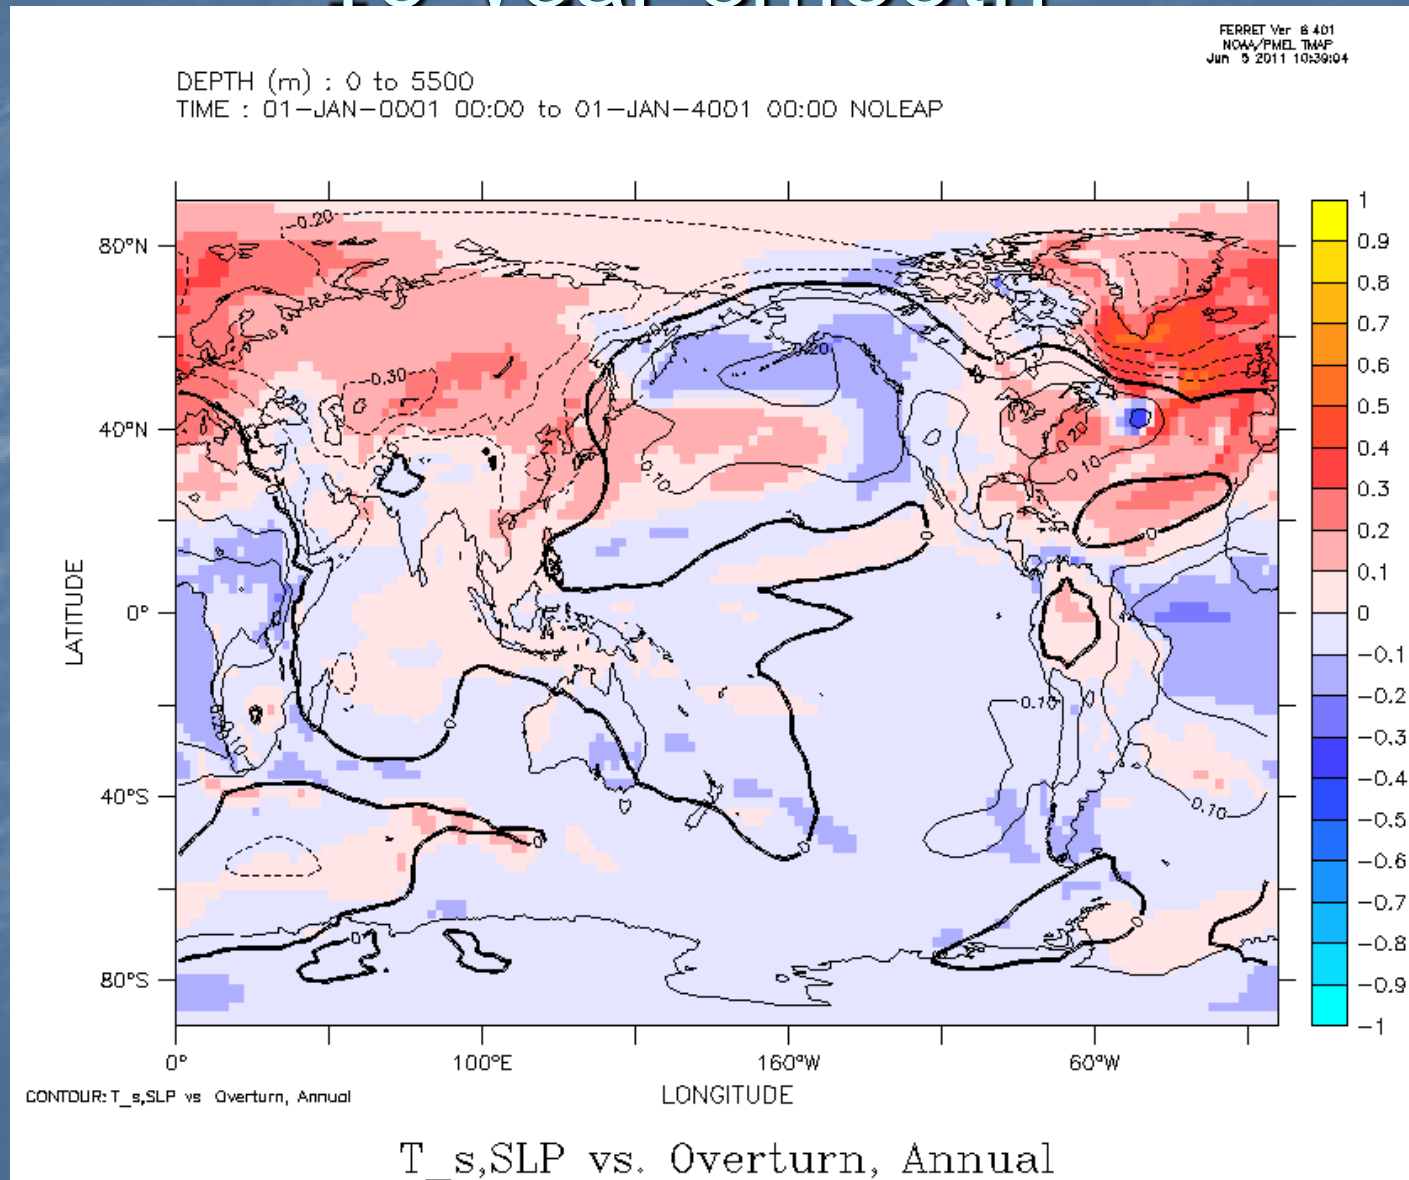 10 year smooth
FERRET Ver 6.401
NOAA/PMEL TMAP
Jun 5 2011 10:39:04
DEPTH (m) : 0 to 5500
TIME : 01-JAN-0001 00:00 to 01-JAN-4001 00:00 NOLEAP
80°N
40°N
0°
40°S
80°S
LATITUDE
0°
100°E
160°W
60°W
LONGITUDE
1
0.9
0.8
0.7
0.6
0.5
0.4
0.3
0.2
0.1
0
-0.1
-0.2
-0.3
-0.4
-0.5
-0.6
-0.7
-0.8
-0.9
-1
-0.20
-0.30
0.20
0.10
0.20
0.10
0.10
0.10
0
0
0
0
0
0
CONTOUR: T_s,SLP vs Overturn, Annual
T_s,SLP vs. Overturn, Annual